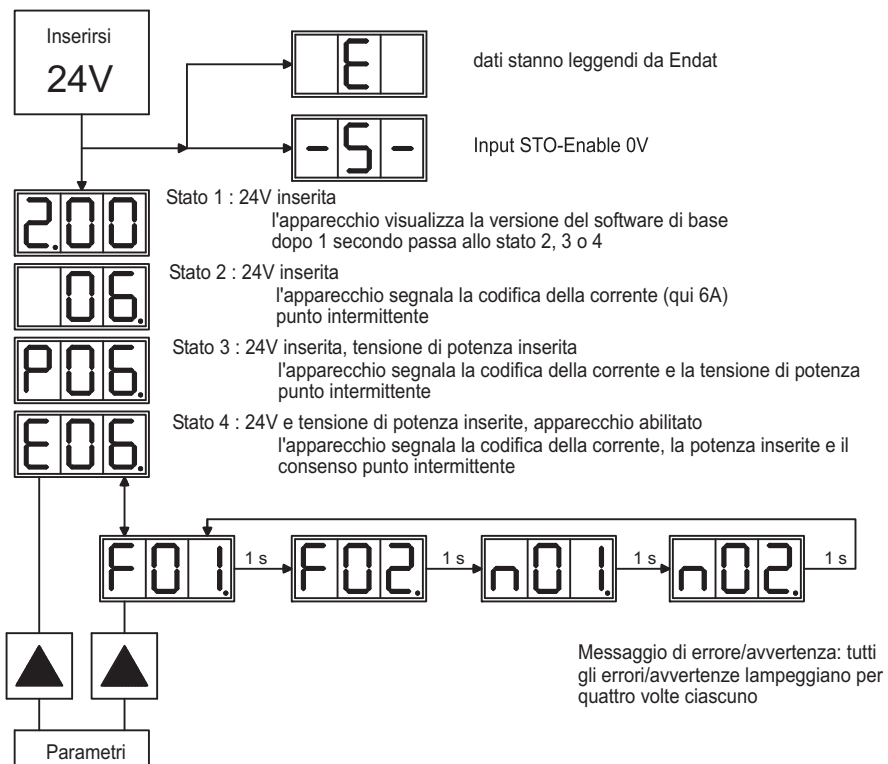 Inserirsi
24V
E
dati stanno leggendi da Endat
-S-
Input STO-Enable 0V
2.00
Stato 1 : 24V inserita
l'apparecchio visualizza la versione del software di base
dopo 1 secondo passa allo stato 2, 3 o 4
06.
Stato 2 : 24V inserita
l'apparecchio segnala la codifica della corrente (qui 6A)
punto intermittente
P06.
Stato 3 : 24V inserita, tensione di potenza inserita
l'apparecchio segnala la codifica della corrente e la tensione di potenza
punto intermittente
E06.
Stato 4 : 24V e tensione di potenza inserite, apparecchio abilitato
l'apparecchio segnala la codifica della corrente, la potenza inserite e il
consenso punto intermittente
F01. 1 s F02. 1 s n01. 1 s n02. 1 s
Messaggio di errore/avvertenza: tutti
gli errori/avvertenze lampeggiano per
quattro volte ciascuno
Parametri